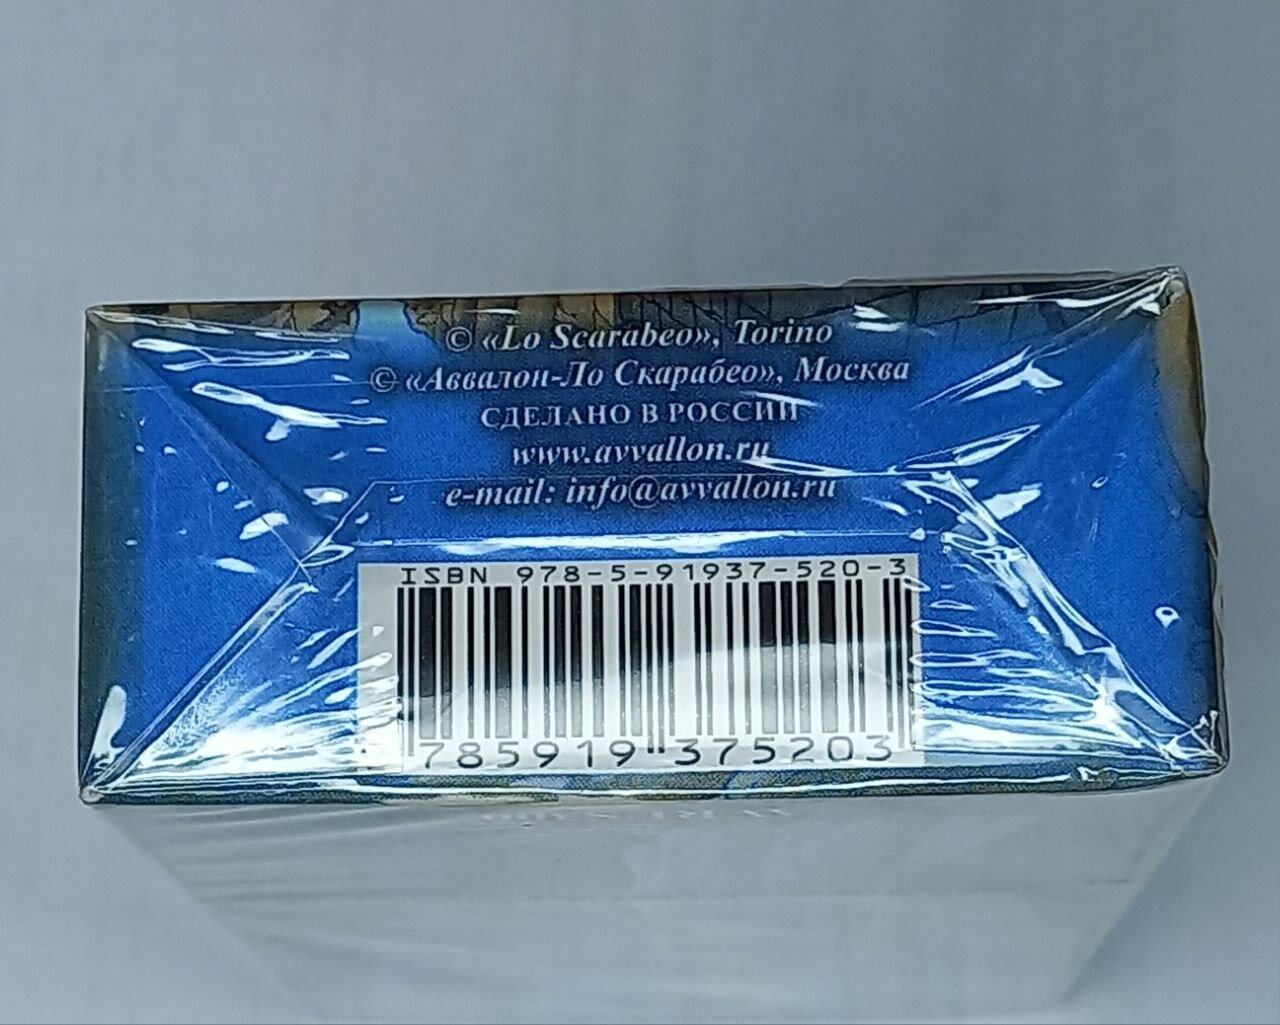 © «Lo Scarabeo», Torino
© «Аввалон-Ло Скарабео», Москва
СДЕЛАНО В РОССИИ
www.avvallon.ru
e-mail: info@avvallon.ru
ISBN 978-5-91937-520-3
785919 375203